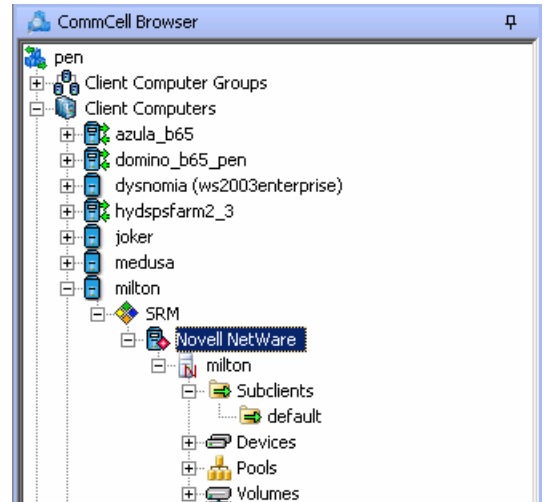 CommCell Browser
pen
Client Computer Groups
Client Computers
azula_b65
domino_b65_pen
dysnomia (ws2003enterprise)
hydspsfarm2_3
joker
medusa
milton
SRM
Novell NetWare
milton
Subclients
default
Devices
Pools
Volumes